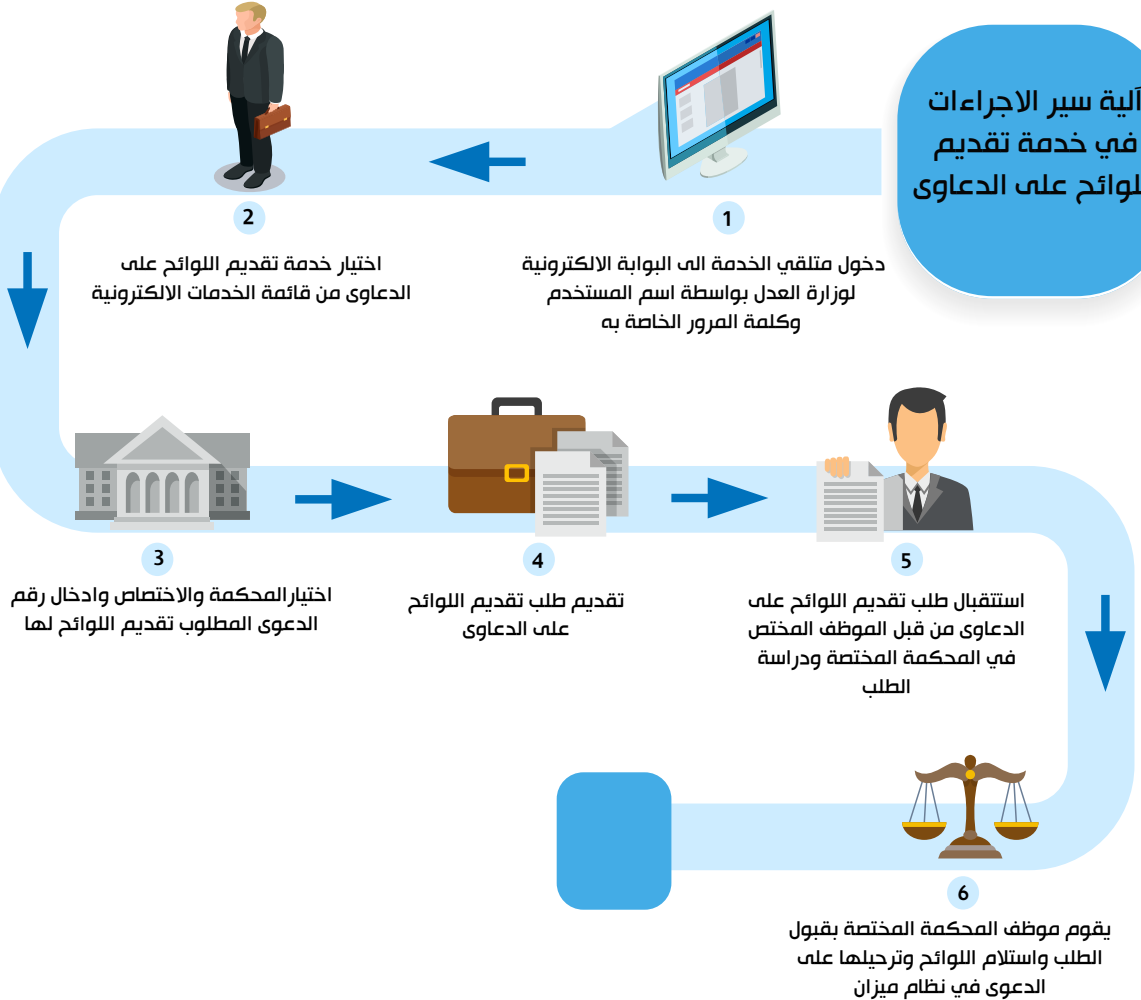 آلية سير الاجراءات
في خدمة تقديم
اللوائح على الدعاوى
1
دخول متلقي الخدمة الى البوابة الالكترونية
لوزارة العدل بواسطة اسم المستخدم
وكلمة المرور الخاصة به
2
اختيار خدمة تقديم اللوائح على
الدعاوى من قائمة الخدمات الالكترونية
3
اختيارالمحكمة والاختصاص وادخال رقم
الدعوى المطلوب تقديم اللوائح لها
4
تقديم طلب تقديم اللوائح
على الدعاوى
5
استتقبال طلب تقديم اللوائح على
الدعاوى من قبل الموظف المختص
في المحكمة المختصة ودراسة
الطلب
6
يقوم موظف المحكمة المختصة بقبول
الطلب واستلام اللوائح وترحيلها على
الدعوى في نظام ميزان